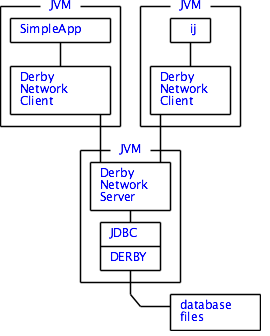 JVM
JVM
SimpleApp
ij
Derby
Network
Client
Derby
Network
Client
JVM
Derby
Network
Server
JDBC
DERBY
database
files